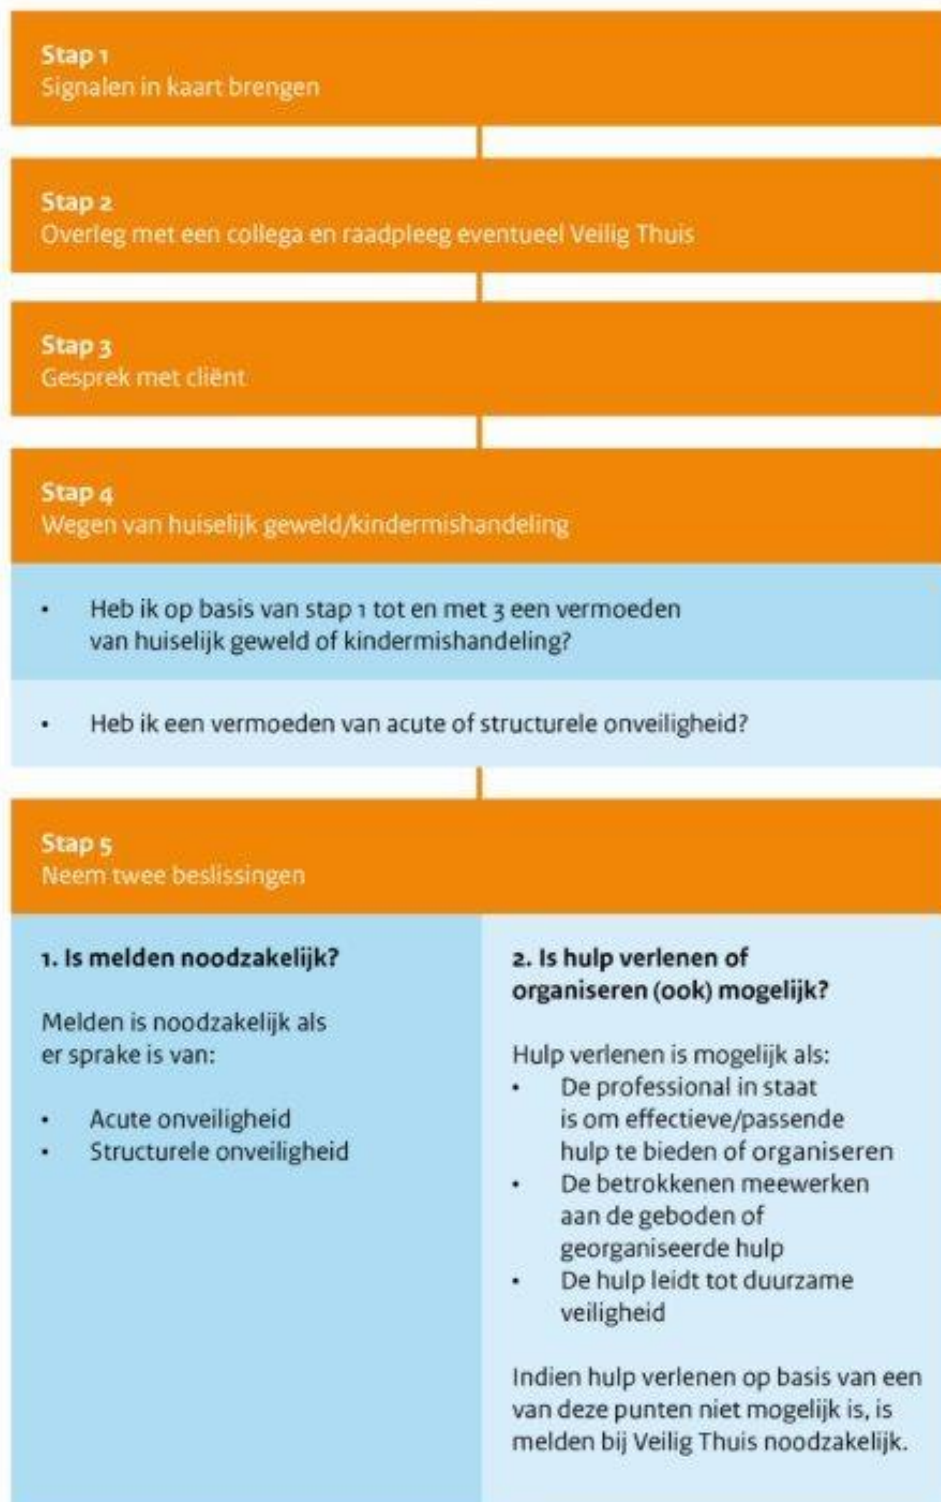 Stap 1
Signalen in kaart brengen
Stap 2
Overleg met een collega en raadpleeg eventueel Veilig Thuis
Stap 3
Gesprek met cliënt
Stap 4
Wegen van huiselijk geweld/kindermishandeling
• Heb ik op basis van stap 1 tot en met 3 een vermoeden
van huiselijk geweld of kindermishandeling?
• Heb ik een vermoeden van acute of structurele onveiligheid?
Stap 5
Neem twee beslissingen
1. Is melden noodzakelijk?
Melden is noodzakelijk als
er sprake is van:
• Acute onveiligheid
• Structurele onveiligheid
2. Is hulp verlenen of
organiseren (ook) mogelijk?
Hulp verlenen is mogelijk als:
• De professional in staat
is om effectieve/passende
hulp te bieden of organiseren
• De betrokkenen meewerken
aan de geboden of
georganiseerde hulp
• De hulp leidt tot duurzame
veiligheid
Indien hulp verlenen op basis van een
van deze punten niet mogelijk is, is
melden bij Veilig Thuis noodzakelijk.